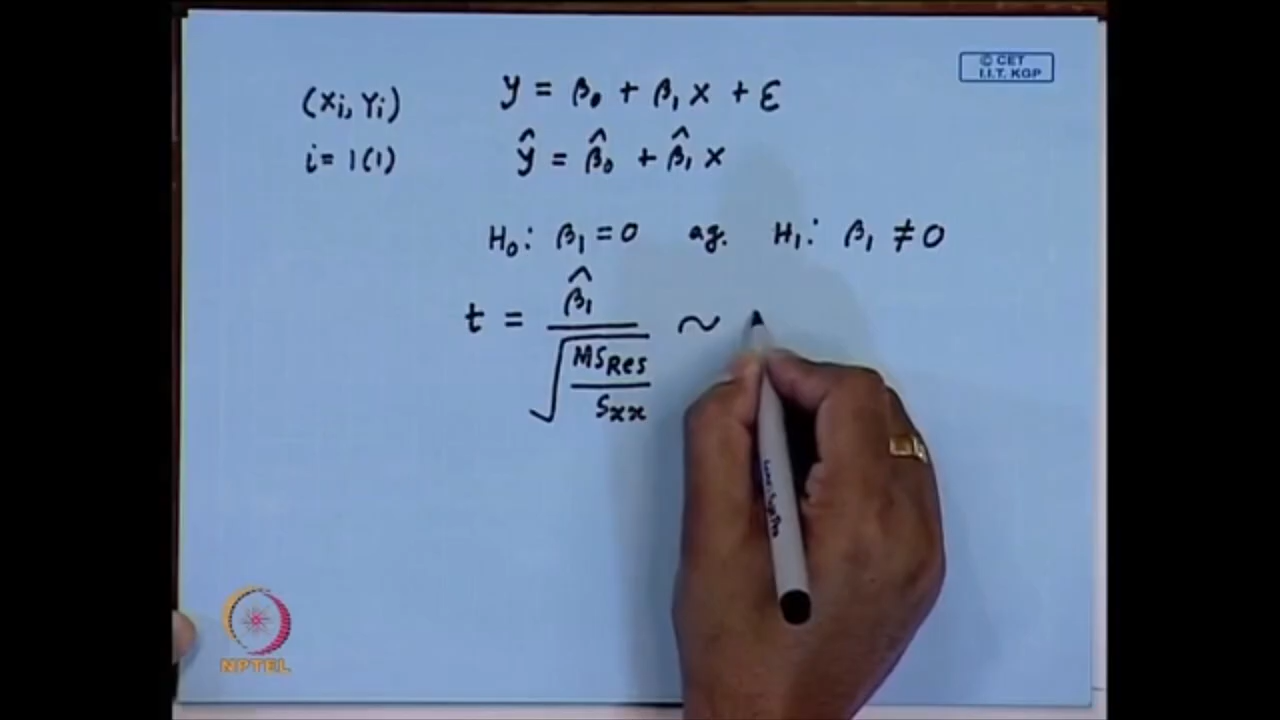 © CET
I.I.T. KGP
(Xi, Yi) y = β₀ + β₁ x + ε
i = 1(1) ŷ = β̂₀ + β̂₁ x
H₀: β₁ = 0 ag. H₁: β₁ ≠ 0
t = β̂₁ / √(MSRes / Sxx) ~
NPTEL